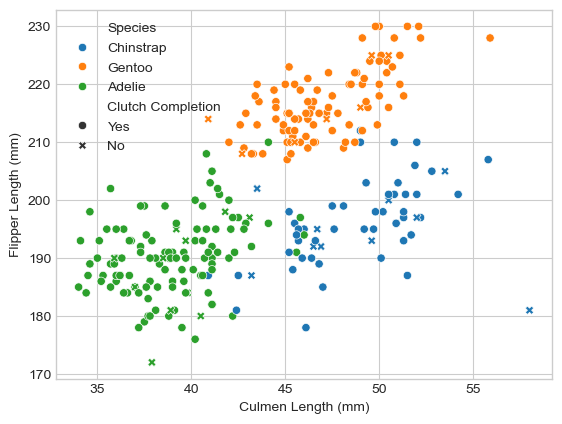 Species
Chinstrap
Gentoo
Adelie
Clutch Completion
Yes
No
230
220
210
200
190
180
170
Flipper Length (mm)
35 40 45 50 55
Culmen Length (mm)